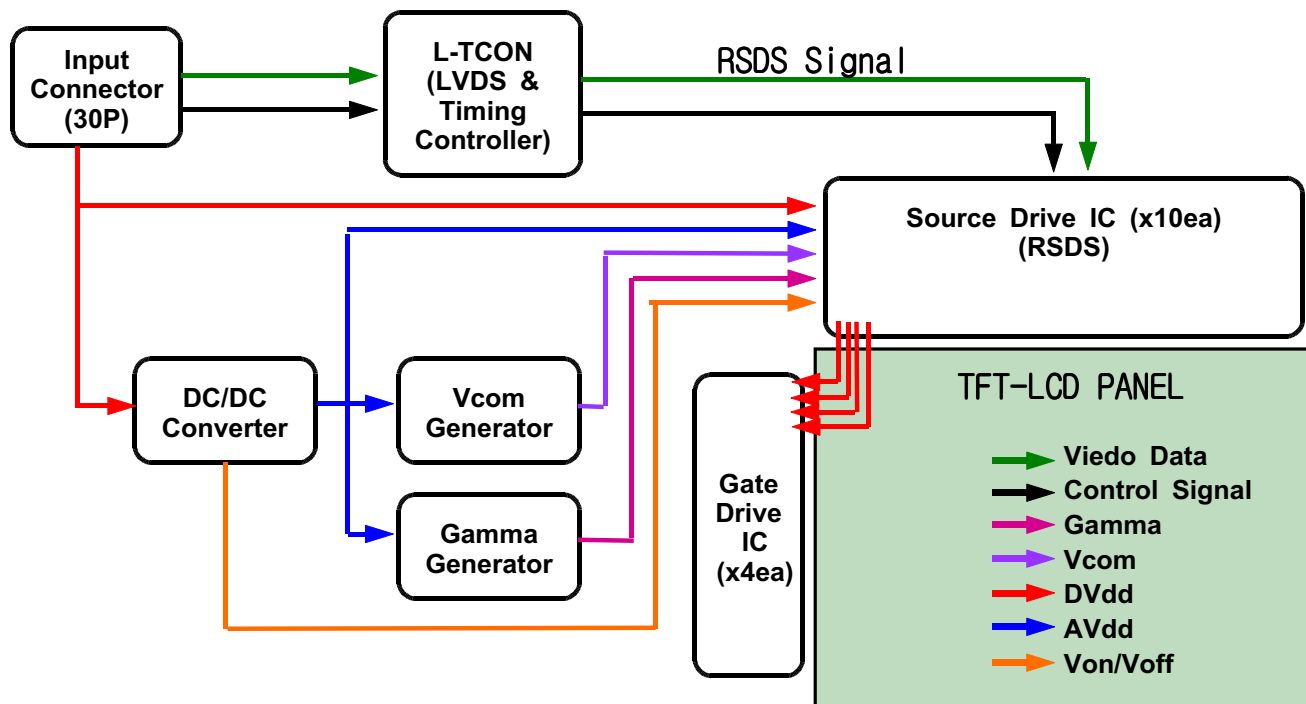 Input
Connector
(30P)
L-TCON
(LVDS &
Timing
Controller)
RSDS Signal
Source Drive IC (x10ea)
(RSDS)
DC/DC
Converter
Vcom
Generator
Gamma
Generator
Gate
Drive
IC
(x4ea)
TFT-LCD PANEL
Viedo Data
Control Signal
Gamma
Vcom
DVdd
AVdd
Von/Voff